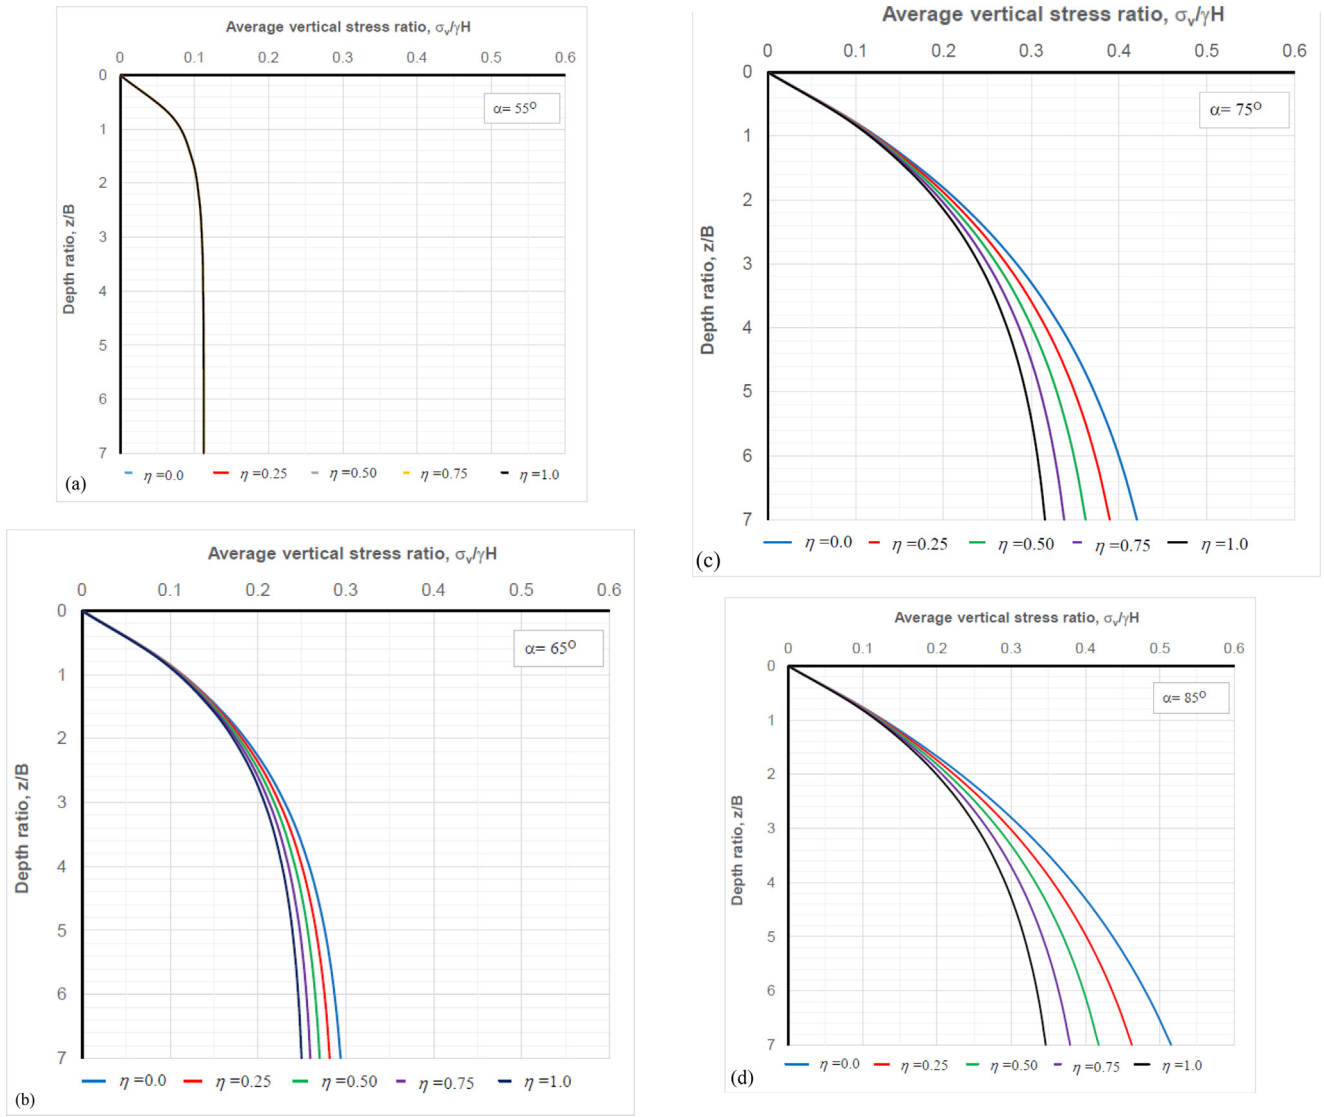 Average vertical stress ratio, σv/γH
0 0.1 0.2 0.3 0.4 0.5 0.6
0
1
2
3
4
5
6
7
Depth ratio, z/B
α= 55°
η =0.0 η =0.25 η =0.50 η =0.75 η =1.0
(a)
Average vertical stress ratio, σv/γH
0 0.1 0.2 0.3 0.4 0.5 0.6
0
1
2
3
4
5
6
7
Depth ratio, z/B
α= 65°
η =0.0 η =0.25 η =0.50 η =0.75 η =1.0
(b)
Average vertical stress ratio, σv/γH
0 0.1 0.2 0.3 0.4 0.5 0.6
0
1
2
3
4
5
6
7
Depth ratio, z/B
α= 75°
η =0.0 η =0.25 η =0.50 η =0.75 η =1.0
(c)
Average vertical stress ratio, σv/γH
0 0.1 0.2 0.3 0.4 0.5 0.6
0
1
2
3
4
5
6
7
Depth ratio, z/B
α= 85°
η =0.0 η =0.25 η =0.50 η =0.75 η =1.0
(d)